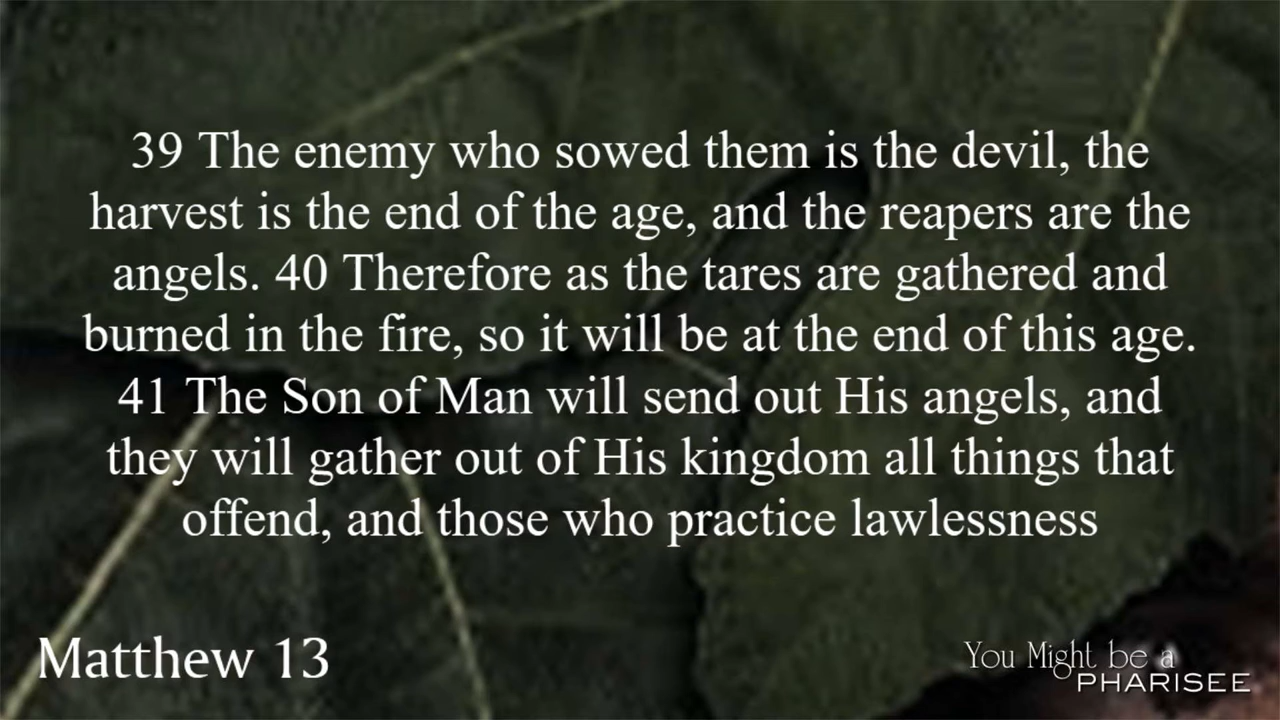 39 The enemy who sowed them is the devil, the
harvest is the end of the age, and the reapers are the
angels. 40 Therefore as the tares are gathered and
burned in the fire, so it will be at the end of this age.
41 The Son of Man will send out His angels, and
they will gather out of His kingdom all things that
offend, and those who practice lawlessness
Matthew 13
You Might be a
PHARISEE